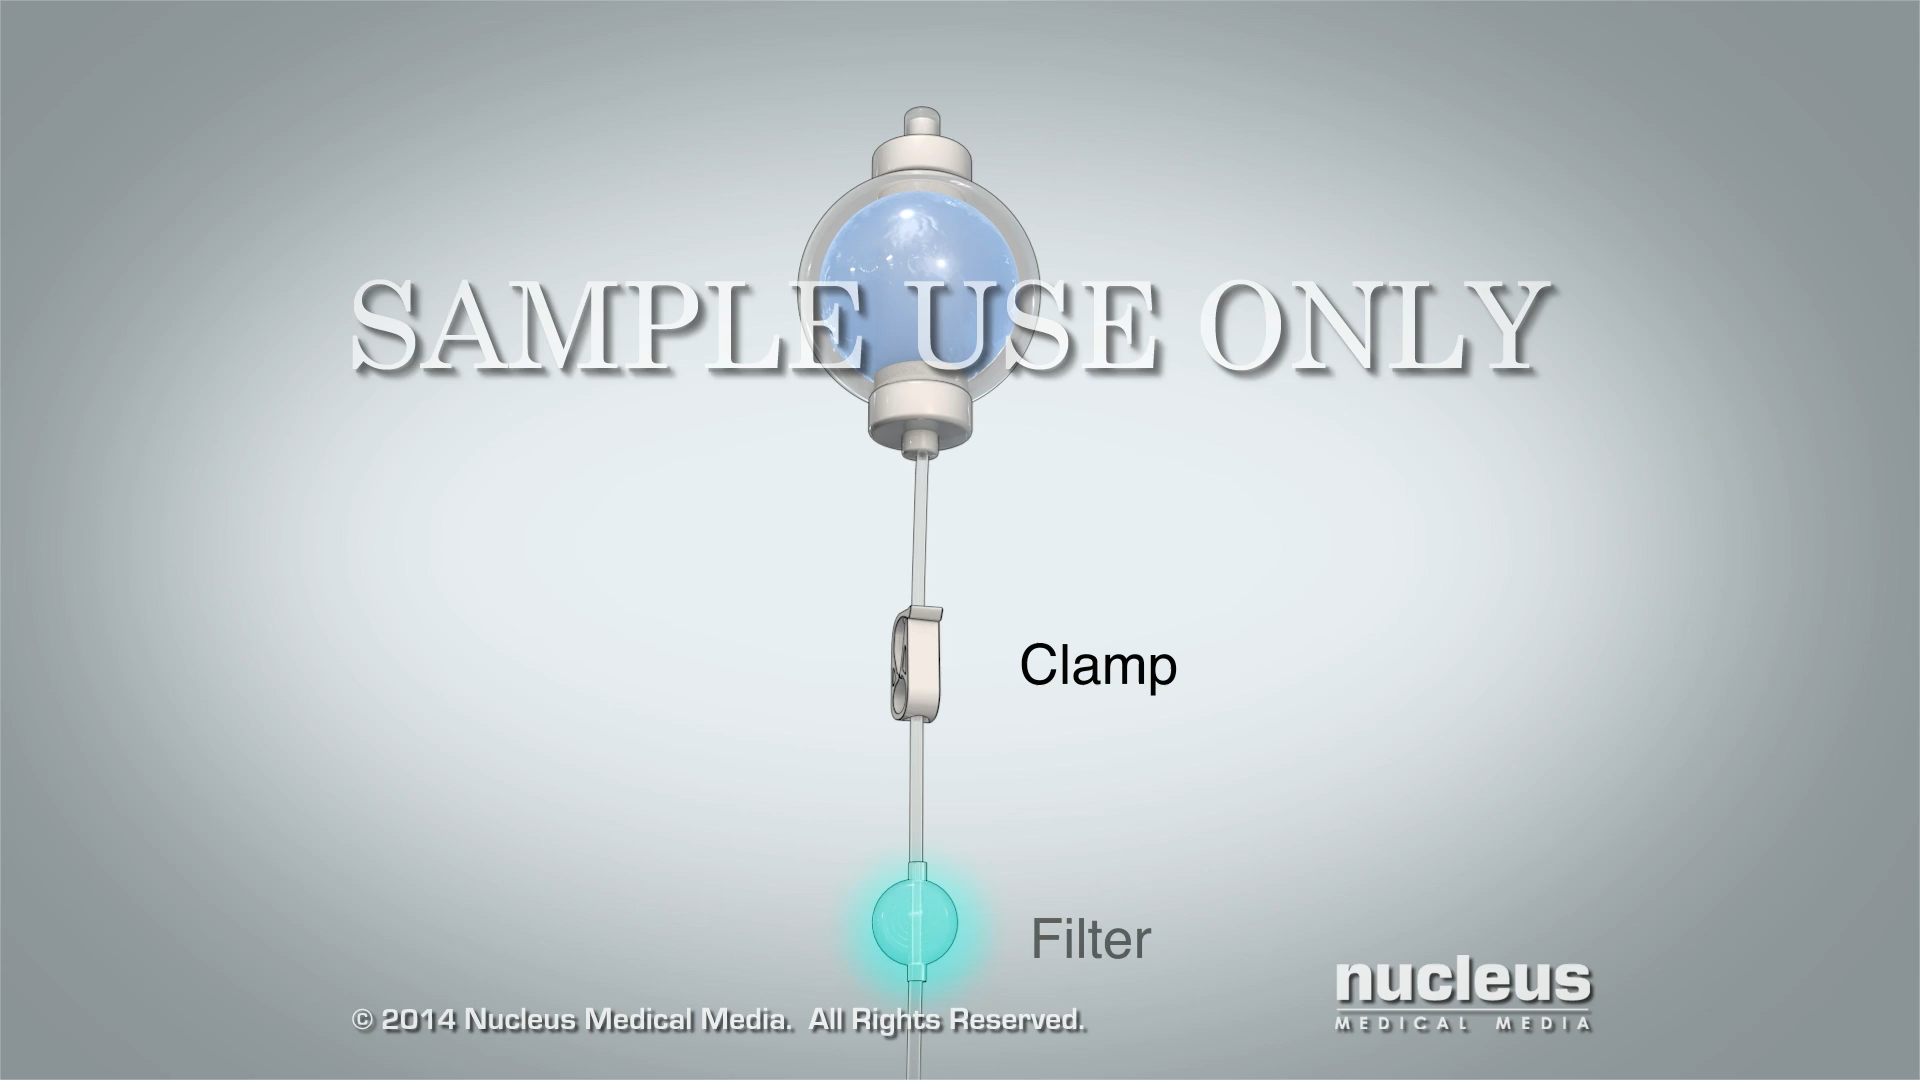 SAMPLE USE ONLY
Clamp
Filter
nucleus
MEDICAL MEDIA
© 2014 Nucleus Medical Media. All Rights Reserved.